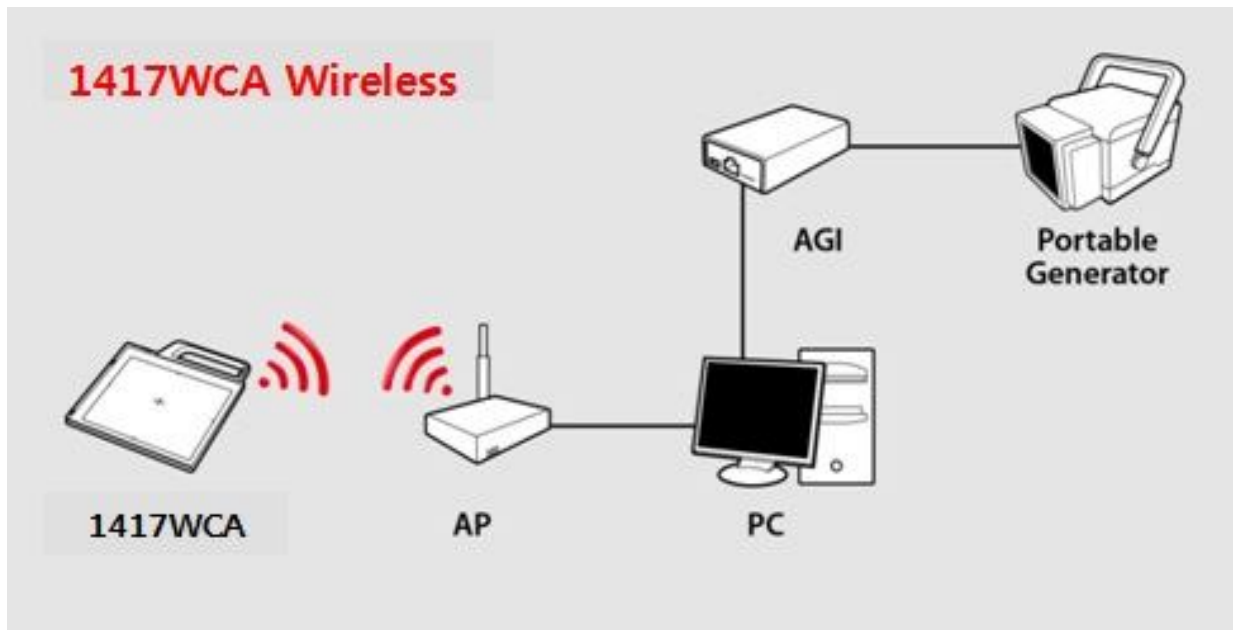 1417WCA Wireless
AGI
Portable
Generator
1417WCA
AP
PC